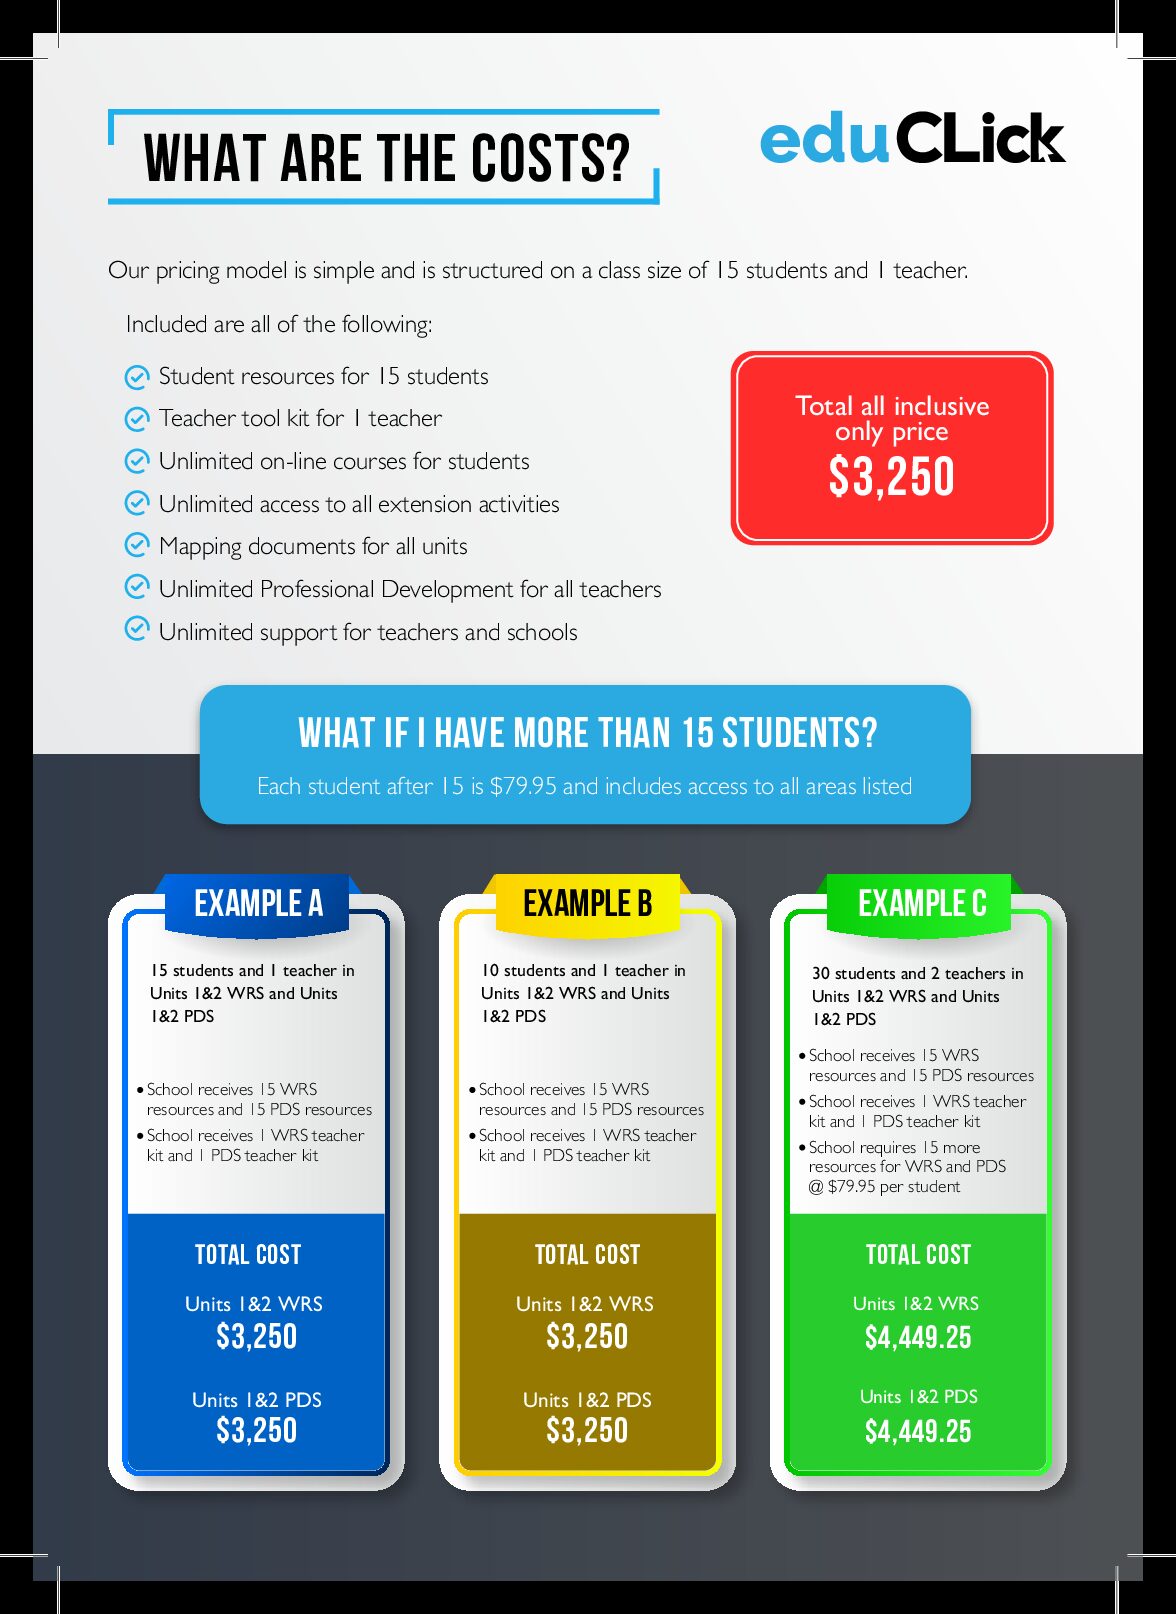 WHAT ARE THE COSTS?
eduCLick
Our pricing model is simple and is structured on a class size of 15 students and 1 teacher.
Included are all of the following:
Student resources for 15 students
Teacher tool kit for 1 teacher
Unlimited on-line courses for students
Unlimited access to all extension activities
Mapping documents for all units
Unlimited Professional Development for all teachers
Unlimited support for teachers and schools
Total all inclusive
only price
$3,250
WHAT IF I HAVE MORE THAN 15 STUDENTS?
Each student after 15 is $79.95 and includes access to all areas listed
EXAMPLE A
15 students and 1 teacher in
Units 1&2 WRS and Units
1&2 PDS
• School receives 15 WRS
resources and 15 PDS resources
• School receives 1 WRS teacher
kit and 1 PDS teacher kit
TOTAL COST
Units 1&2 WRS
$3,250
Units 1&2 PDS
$3,250
EXAMPLE B
10 students and 1 teacher in
Units 1&2 WRS and Units
1&2 PDS
• School receives 15 WRS
resources and 15 PDS resources
• School receives 1 WRS teacher
kit and 1 PDS teacher kit
TOTAL COST
Units 1&2 WRS
$3,250
Units 1&2 PDS
$3,250
EXAMPLE C
30 students and 2 teachers in
Units 1&2 WRS and Units
1&2 PDS
• School receives 15 WRS
resources and 15 PDS resources
• School receives 1 WRS teacher
kit and 1 PDS teacher kit
• School requires 15 more
resources for WRS and PDS
@ $79.95 per student
TOTAL COST
Units 1&2 WRS
$4,449.25
Units 1&2 PDS
$4,449.25